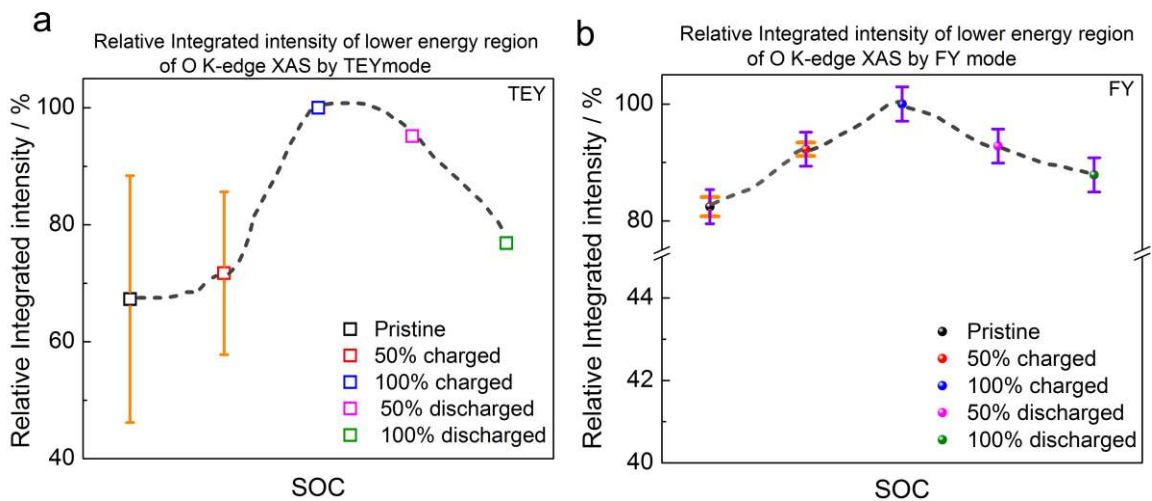 a
Relative Integrated intensity of lower energy region
of O K-edge XAS by TEYmode
TEY
Relative Integrated intensity / %
100
80
60
40
Pristine
50% charged
100% charged
50% discharged
100% discharged
SOC
b
Relative Integrated intensity of lower energy region
of O K-edge XAS by FY mode
FY
Relative Integrated intensity / %
100
80
44
42
40
Pristine
50% charged
100% charged
50% discharged
100% discharged
SOC